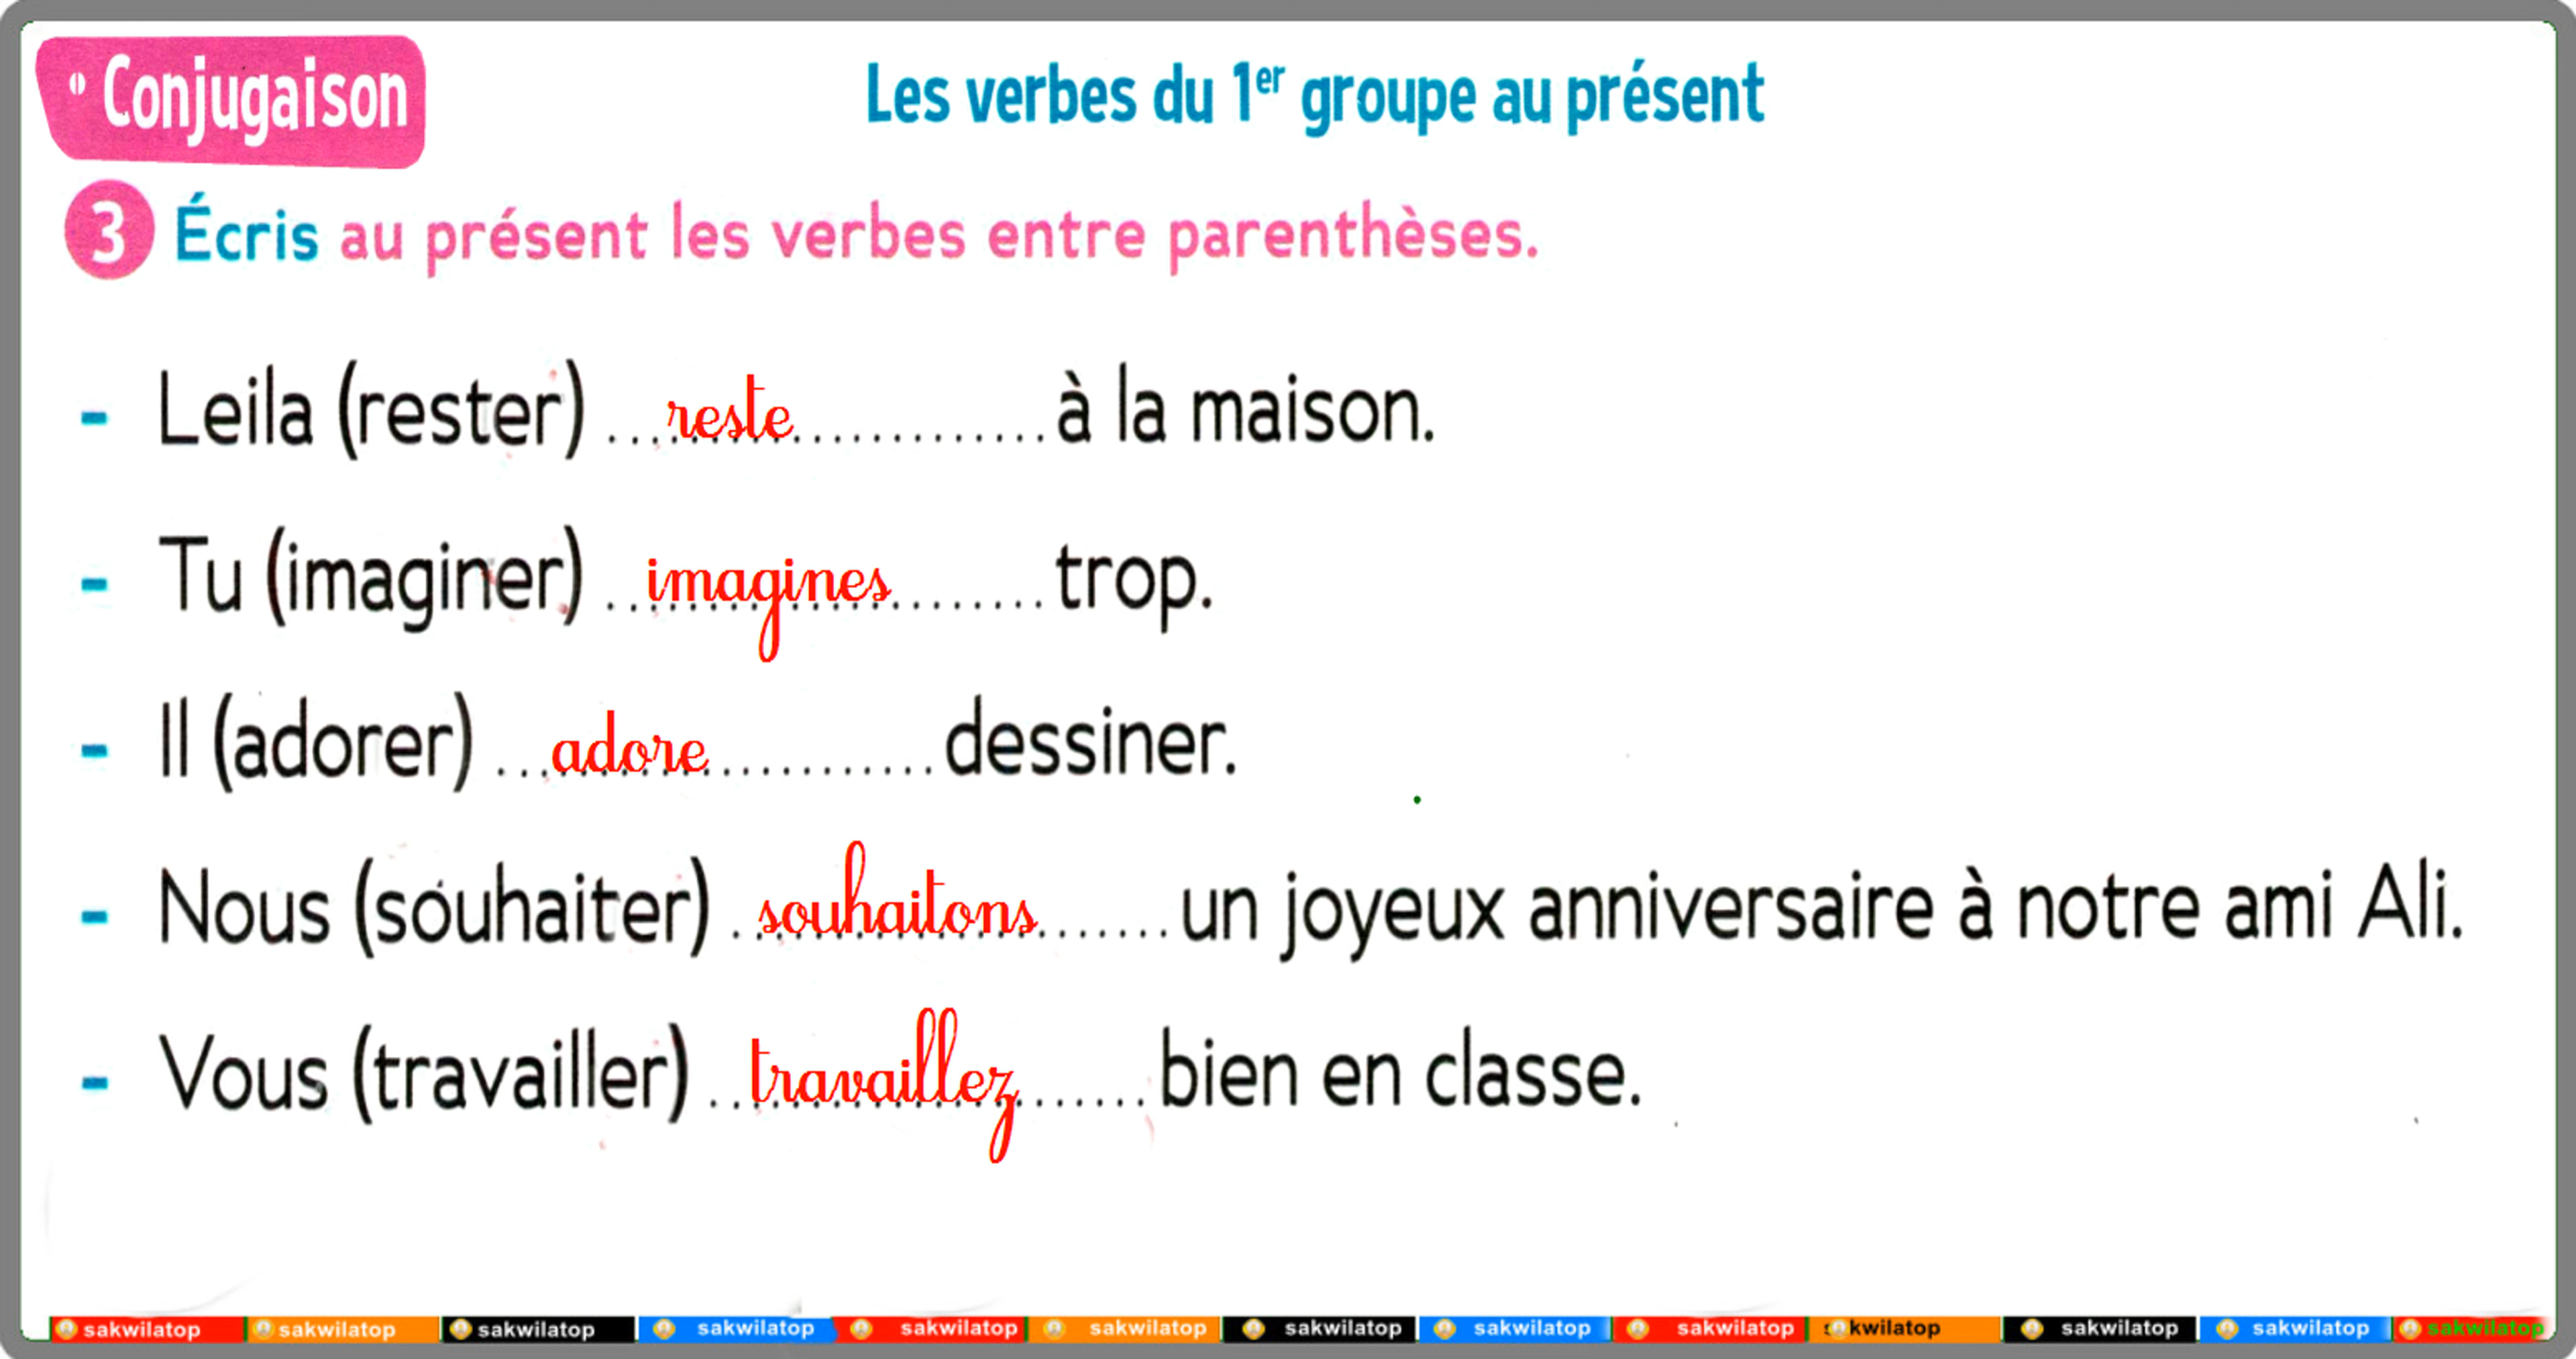 • Conjugaison
Les verbes du 1er groupe au présent
3 Écris au présent les verbes entre parenthèses.
- Leila (rester) ...reste.............à la maison.
- Tu (imaginer) ..imagines........trop.
- Il (adorer) ...adore...........dessiner.
- Nous (souhaiter) .souhaitons.......un joyeux anniversaire à notre ami Ali.
- Vous (travailler) ..travaillez......bien en classe.
sakwilatop sakwilatop sakwilatop sakwilatop sakwilatop sakwilatop sakwilatop sakwilatop sakwilatop kwilatop sakwilatop sakwilatop sakwilatop